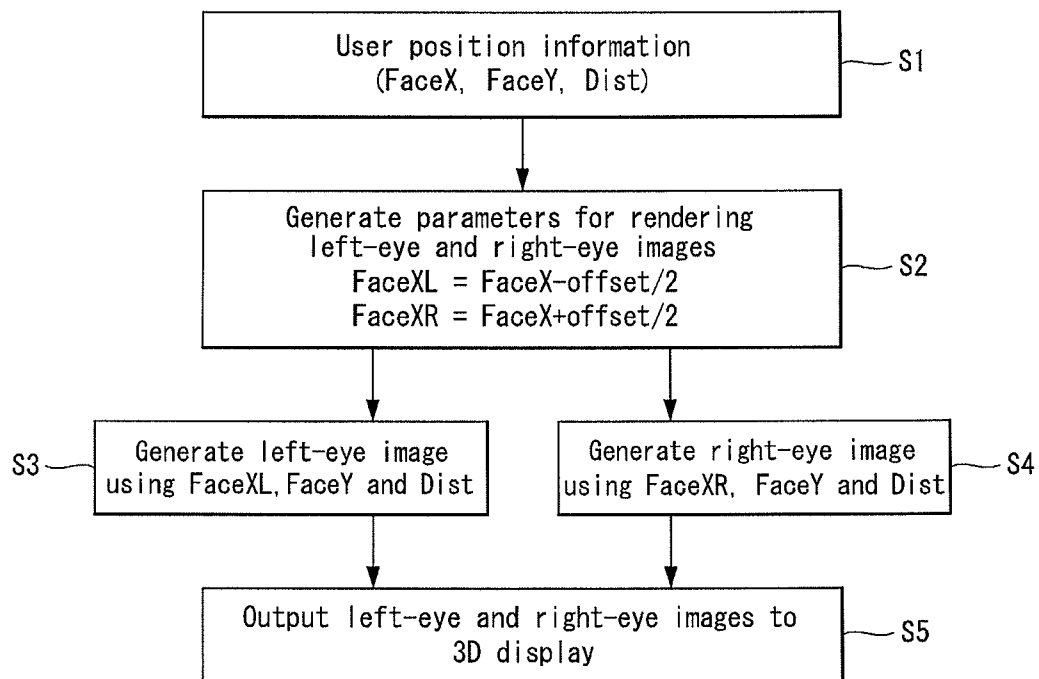 User position information
(FaceX, FaceY, Dist)
S1
Generate parameters for rendering
left-eye and right-eye images
FaceXL = FaceX-offset/2
FaceXR = FaceX+offset/2
S2
S3
Generate left-eye image
using FaceXL, FaceY and Dist
Generate right-eye image
using FaceXR, FaceY and Dist
S4
Output left-eye and right-eye images to
3D display
S5